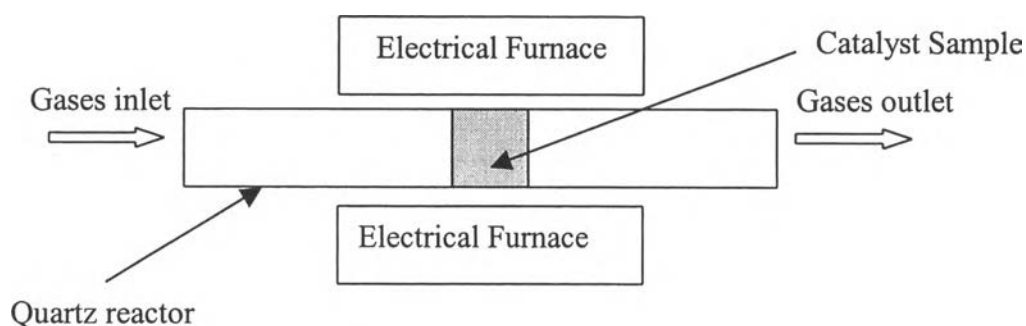 Electrical Furnace
Catalyst Sample
Gases inlet
Gases outlet
Electrical Furnace
Quartz reactor